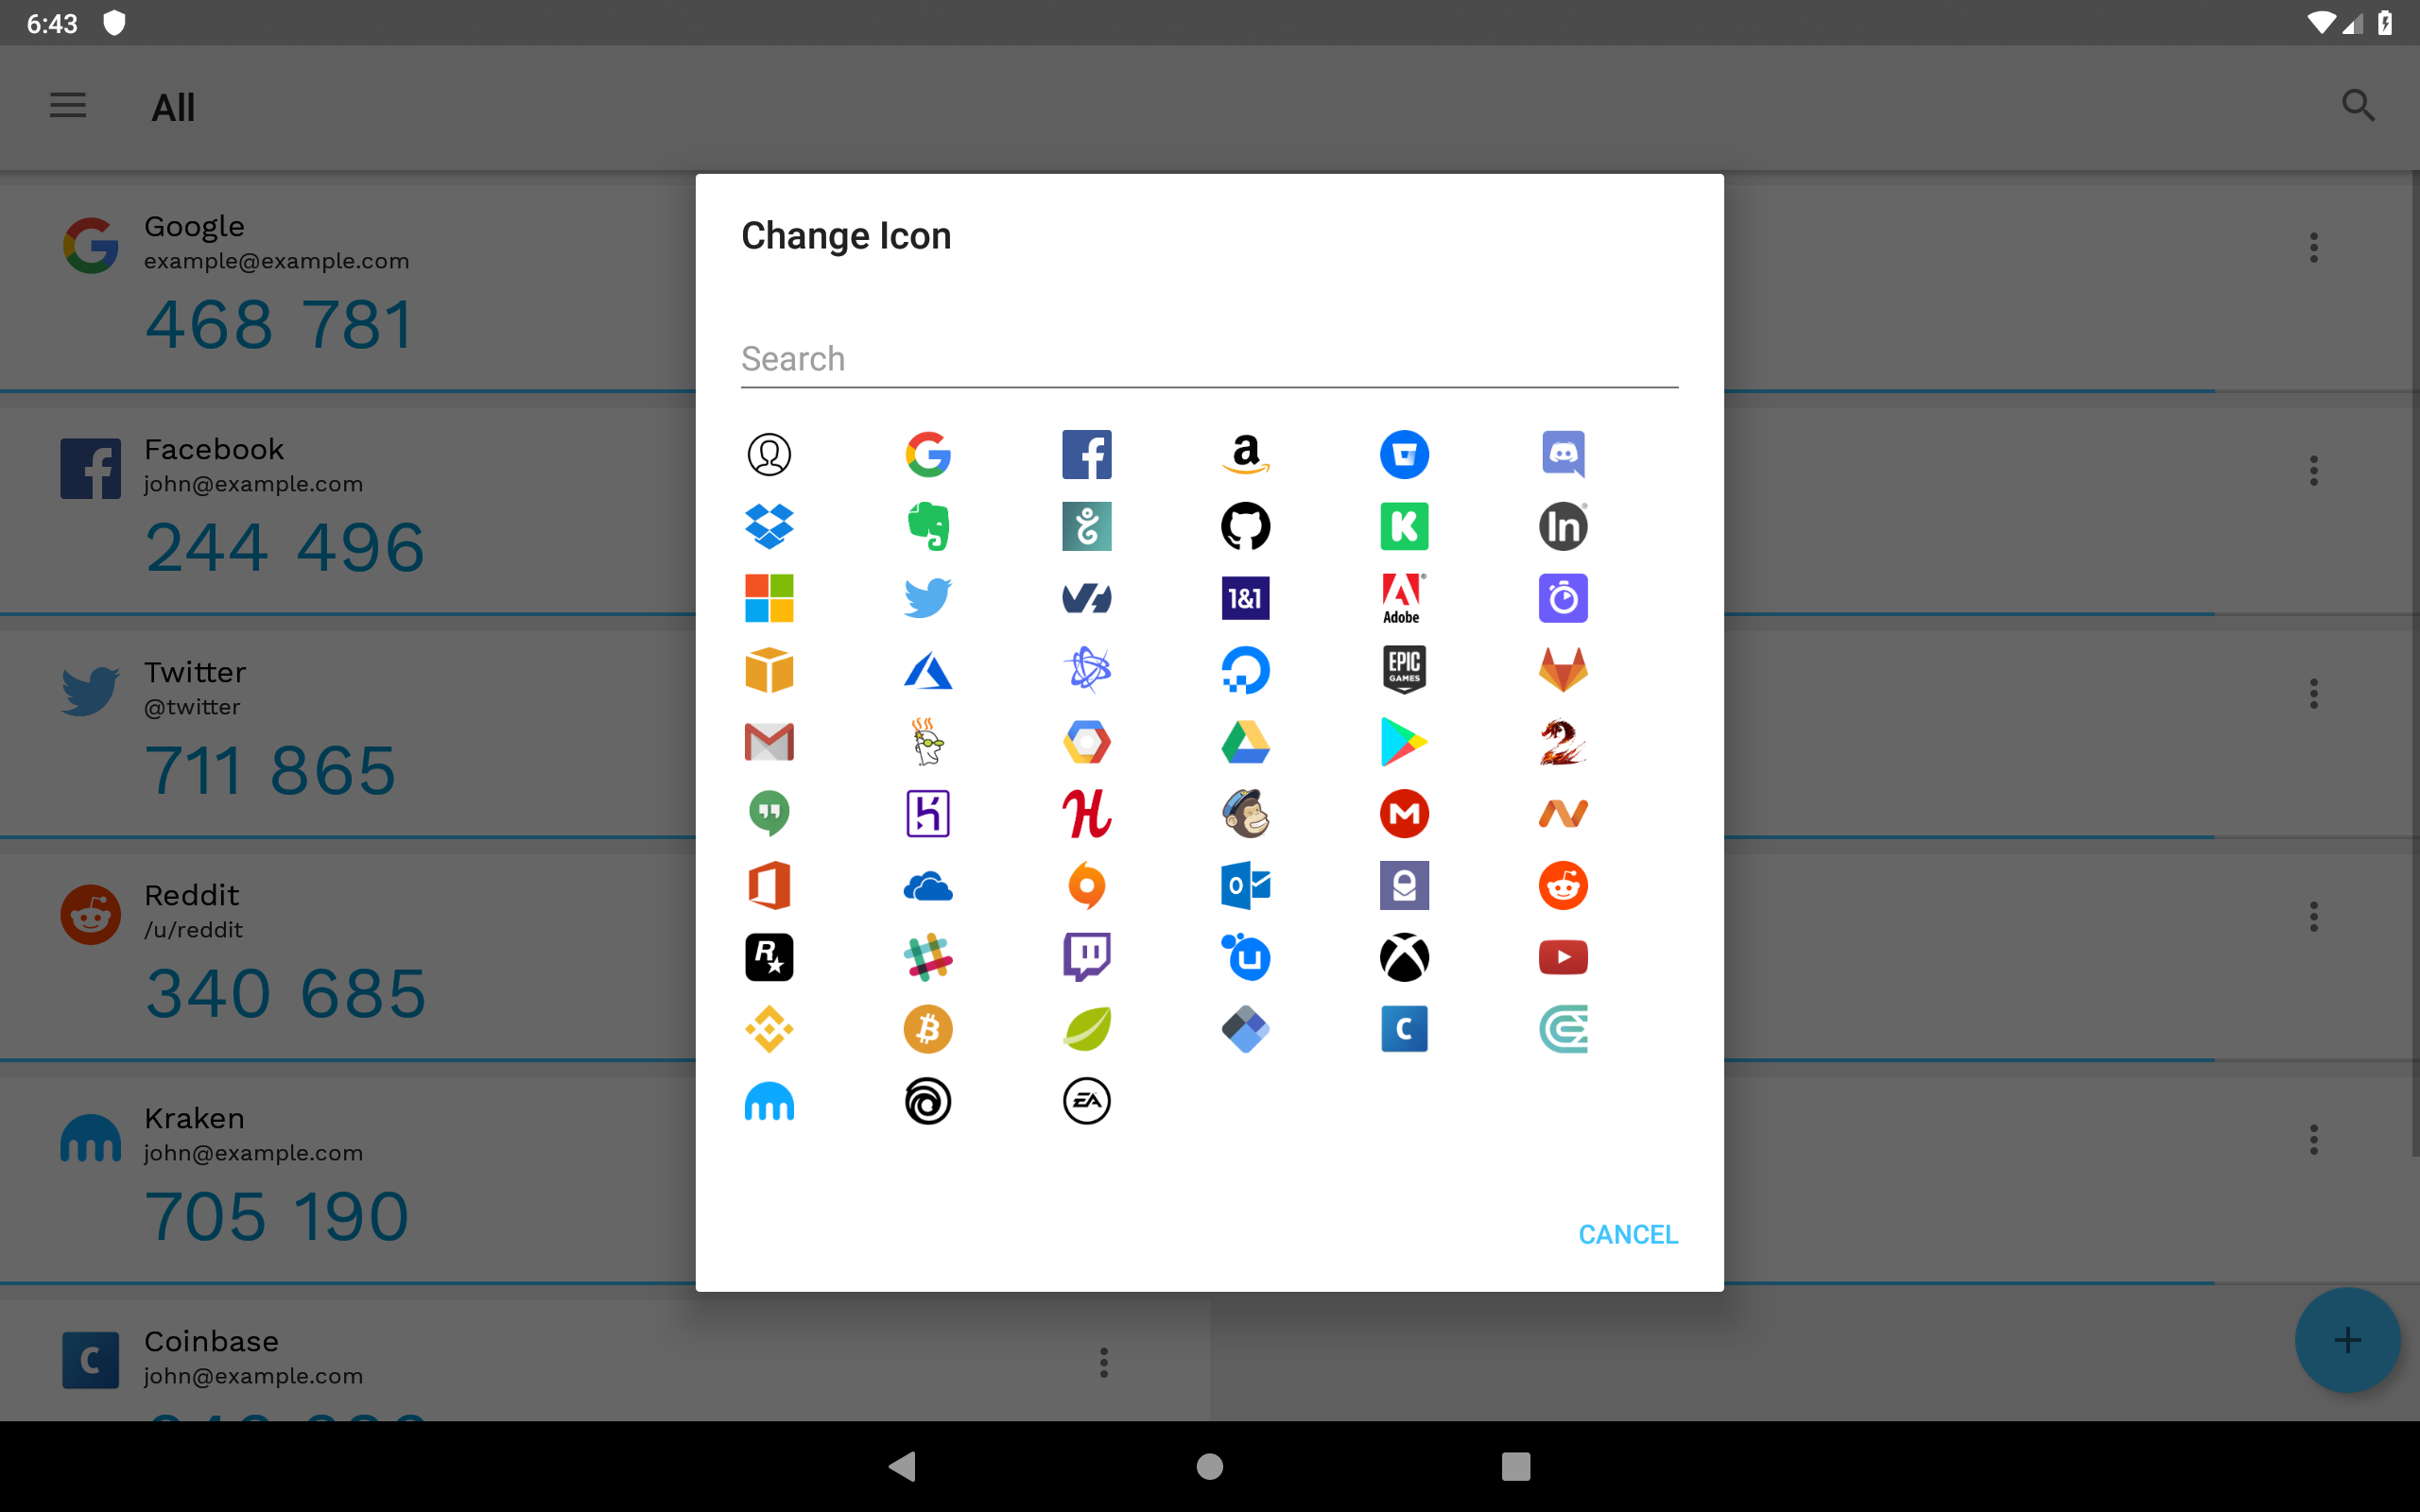 6:43
All
Google
example@example.com
468 781
Facebook
john@example.com
244 496
Twitter
@twitter
711 865
Reddit
/u/reddit
340 685
Kraken
john@example.com
705 190
Coinbase
john@example.com
Change Icon
Search
In
1&1
Adobe
EPIC
GAMES
CANCEL